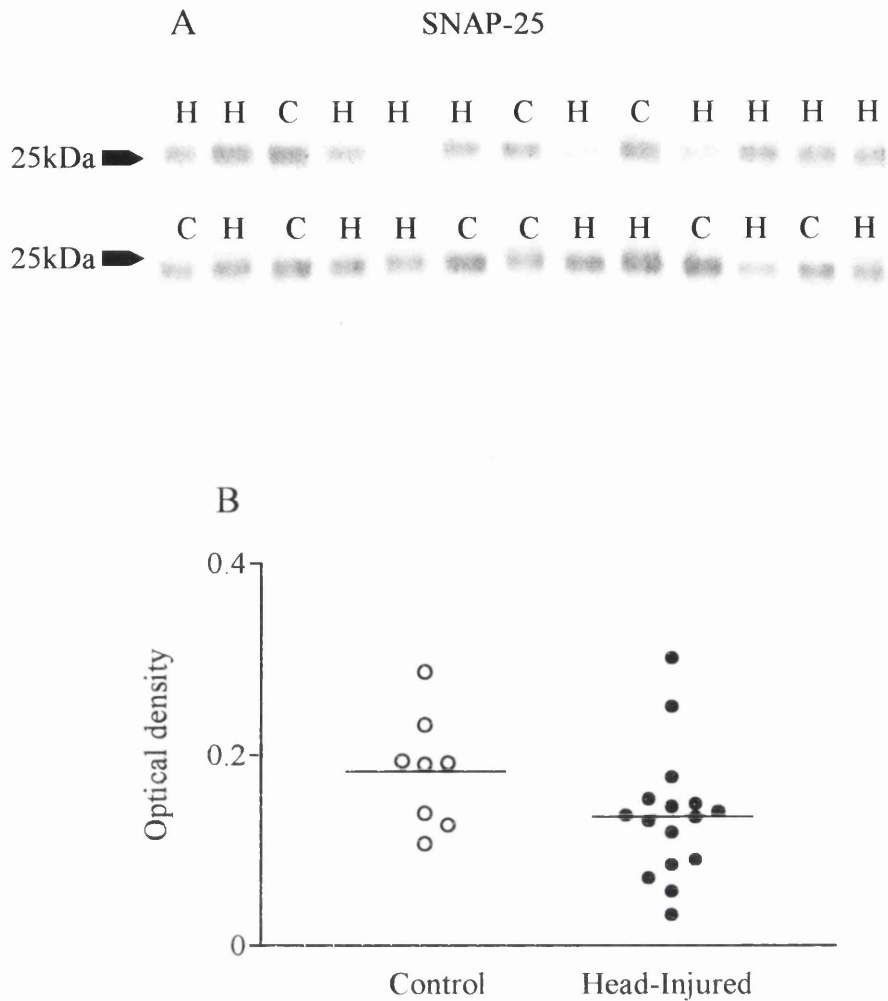 A SNAP-25
H H C H H H C H C H H H H
25kDa
C H C H H C C H H C H C H
25kDa
B
0.4
0.2
0
Optical density
Control Head-Injured